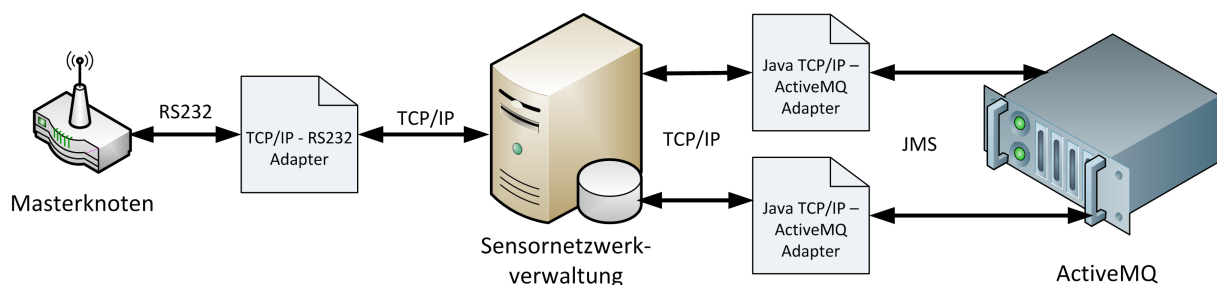 Masterknoten
RS232
TCP/IP - RS232
Adapter
TCP/IP
Sensornetzwerk-
verwaltung
TCP/IP
Java TCP/IP –
ActiveMQ
Adapter
Java TCP/IP –
ActiveMQ
Adapter
JMS
ActiveMQ